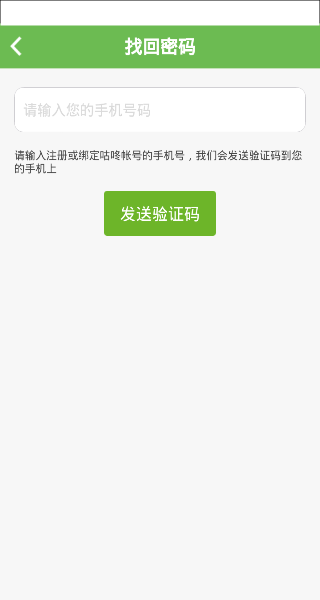 找回密码
请输入您的手机号码
请输入注册或绑定咕咚帐号的手机号，我们会发送验证码到您
的手机上
发送验证码